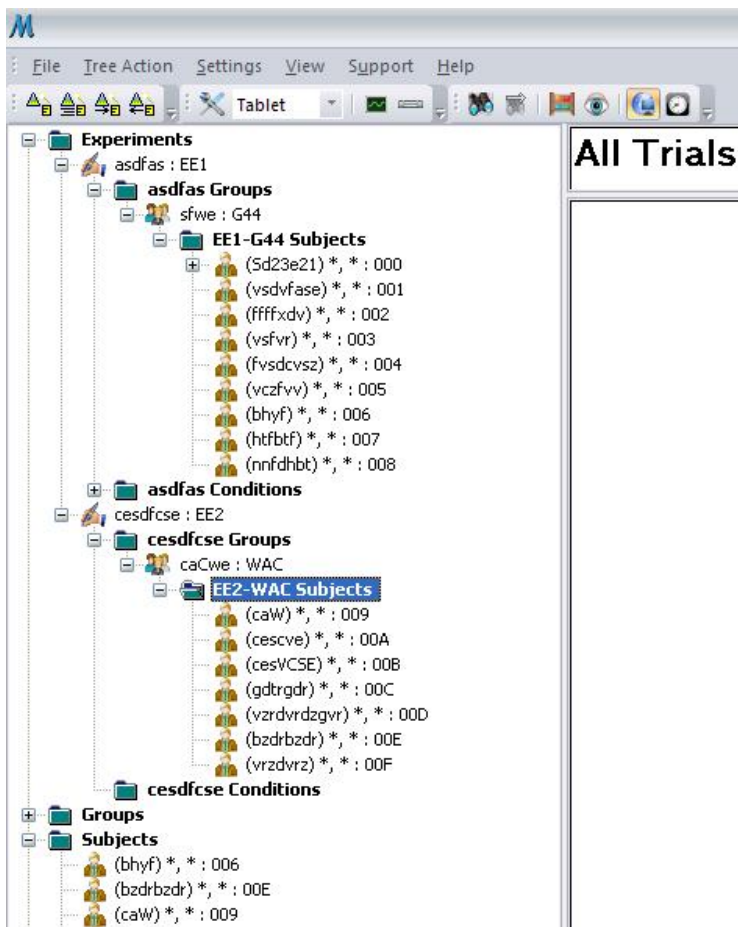 M
File Tree Action Settings View Support Help
Tablet
Experiments
asdfas : EE1
asdfas Groups
sfwe : G44
EE1-G44 Subjects
(Sd23e21) *, * : 000
(vsdvfase) *, * : 001
(ffffxdv) *, * : 002
(vsfvr) *, * : 003
(fvsdcvsz) *, * : 004
(vczfvv) *, * : 005
(bhyf) *, * : 006
(htfbtf) *, * : 007
(nnfdhbt) *, * : 008
asdfas Conditions
cesdfcse : EE2
cesdfcse Groups
caCwe : WAC
EE2-WAC Subjects
(caW) *, * : 009
(cescve) *, * : 00A
(cesVCSE) *, * : 00B
(gdtrgdr) *, * : 00C
(vzrdvrdzgvr) *, * : 00D
(bzdrbzdr) *, * : 00E
(vrzdvrz) *, * : 00F
cesdfcse Conditions
Groups
Subjects
(bhyf) *, * : 006
(bzdrbzdr) *, * : 00E
(caW) *, * : 009
All Trials